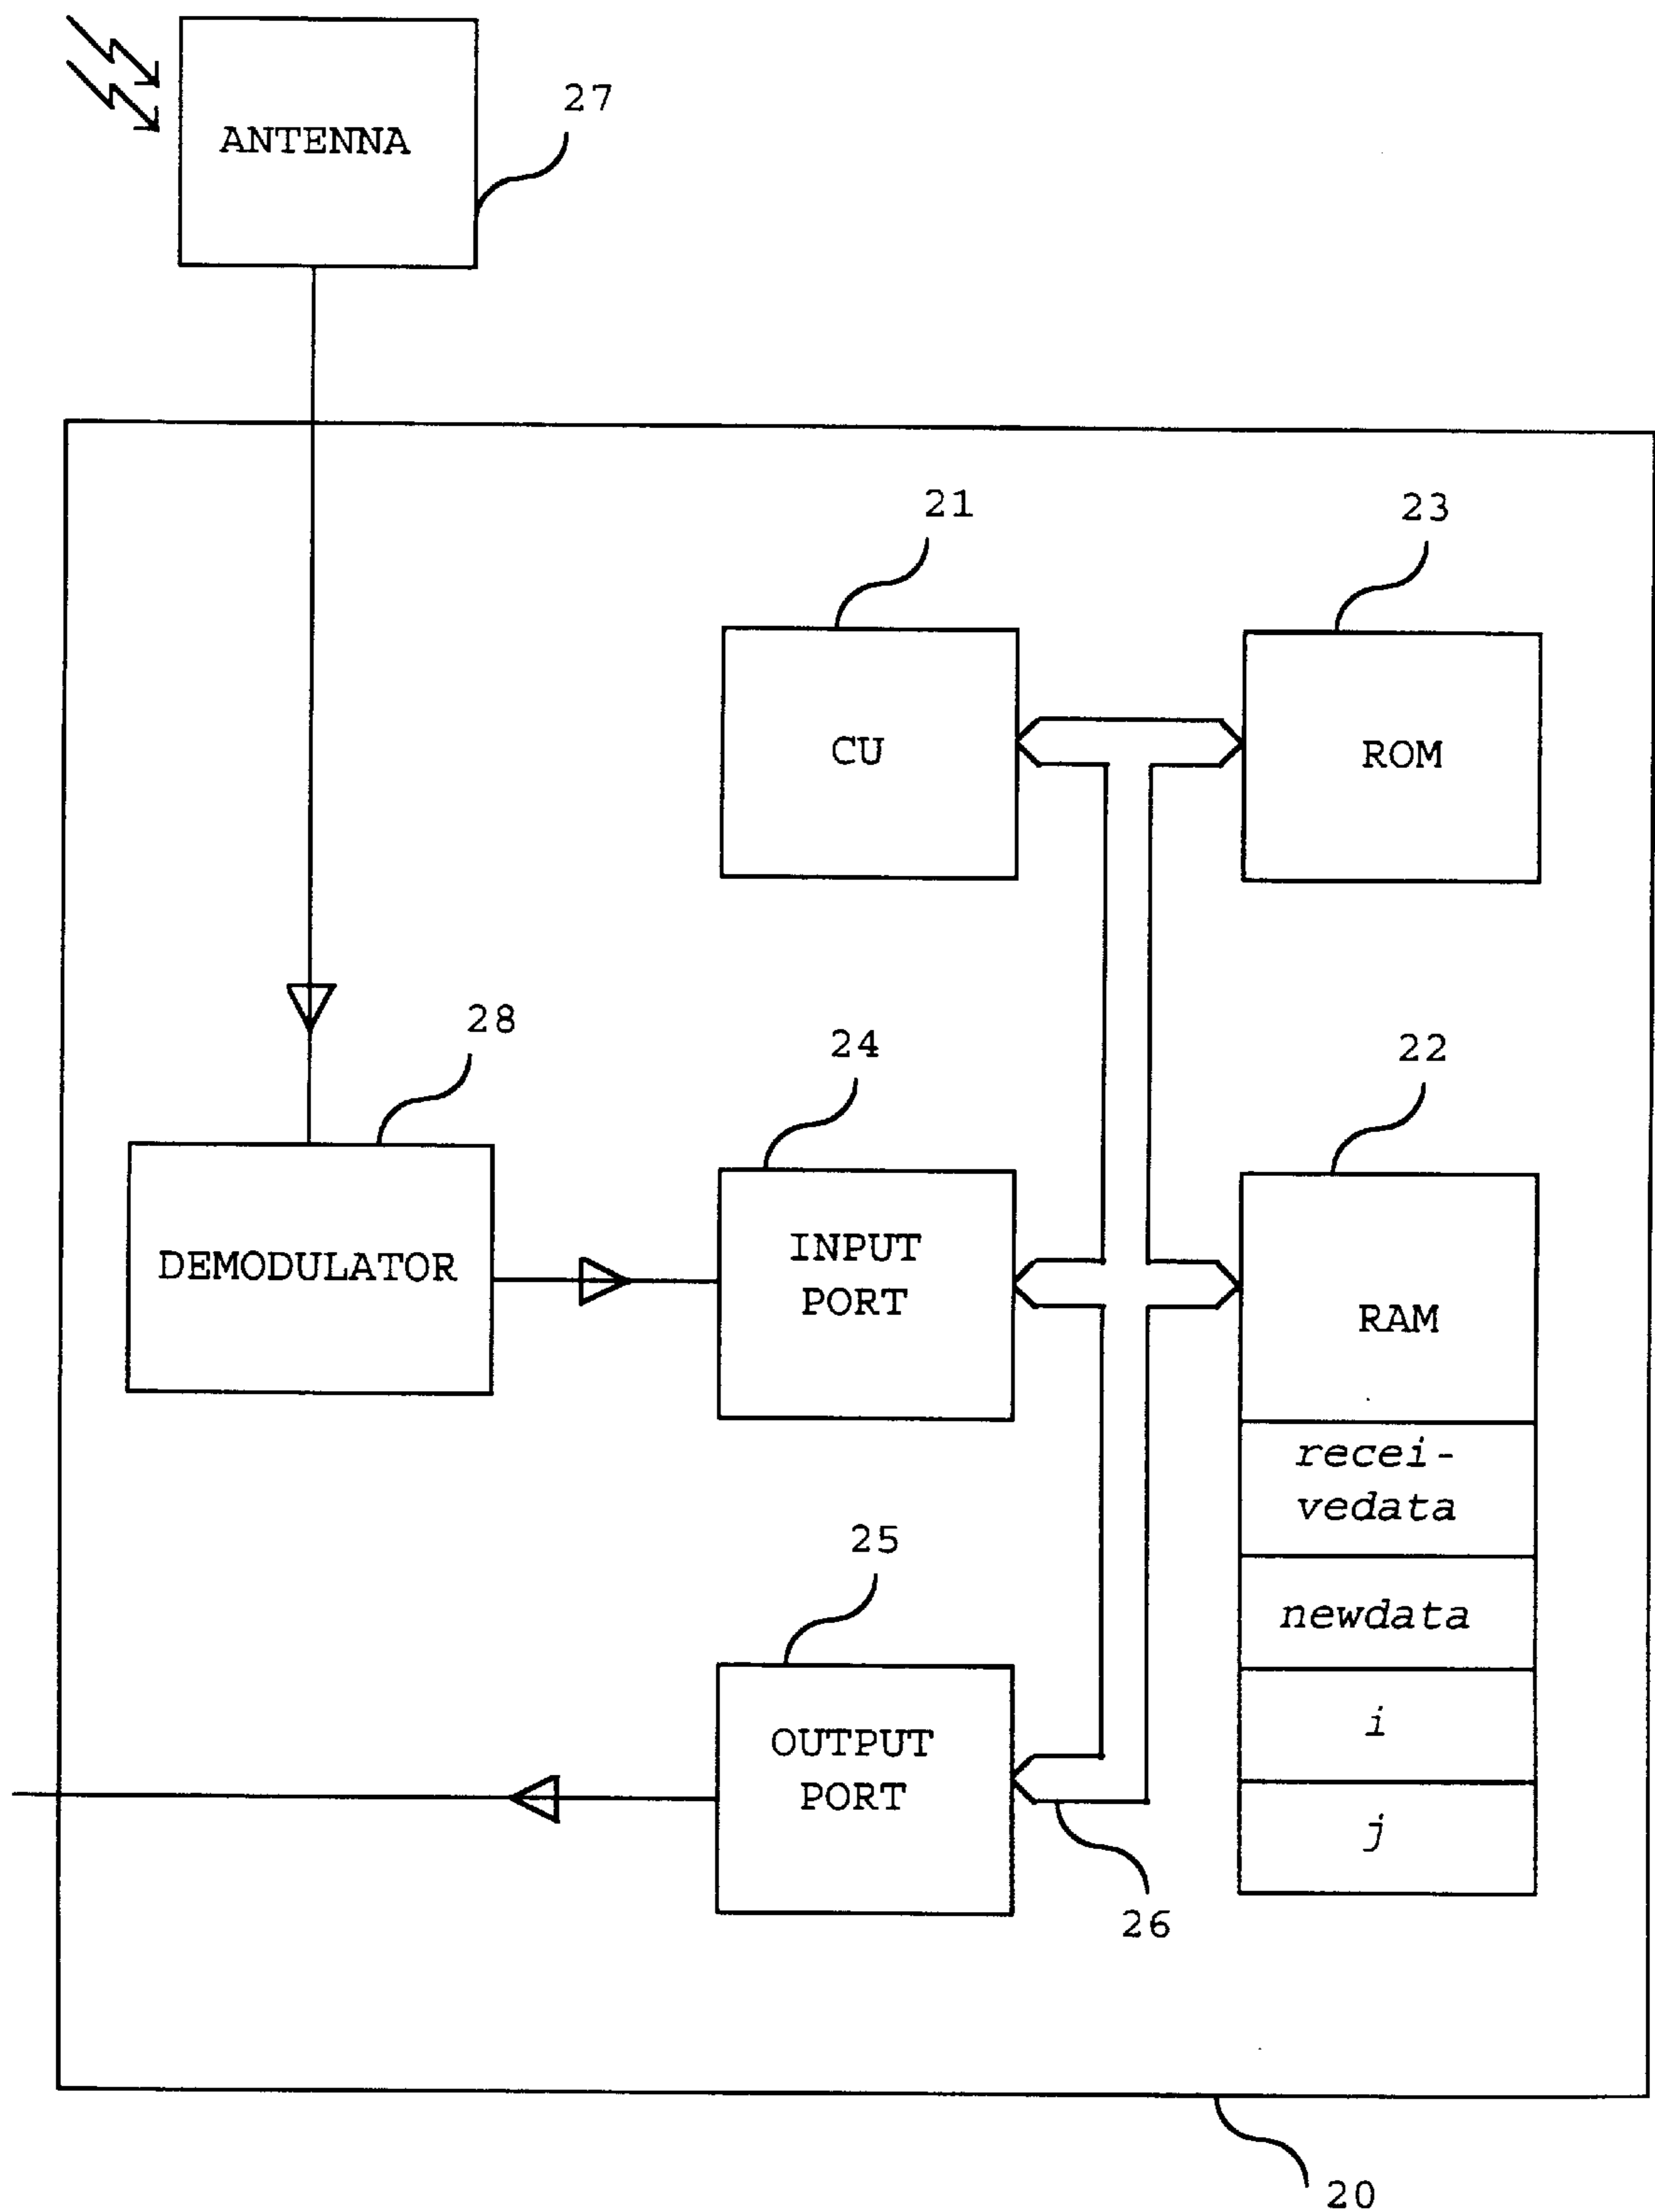 27
ANTENNA
21
23
CU
ROM
28
24
22
DEMODULATOR
INPUT
PORT
RAM
recei-
vedata
25
newdata
i
OUTPUT
PORT
j
26
20